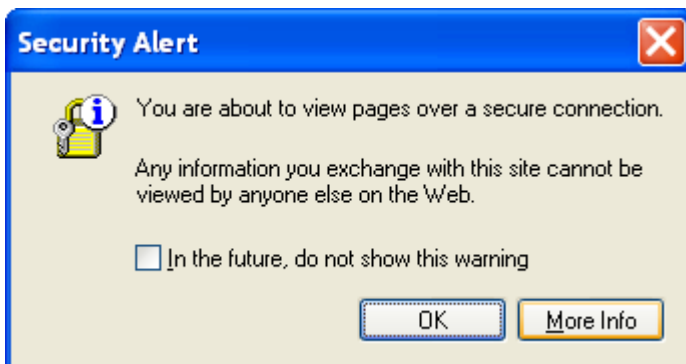 Security Alert
You are about to view pages over a secure connection.
Any information you exchange with this site cannot be
viewed by anyone else on the Web.
In the future, do not show this warning
OK
More Info